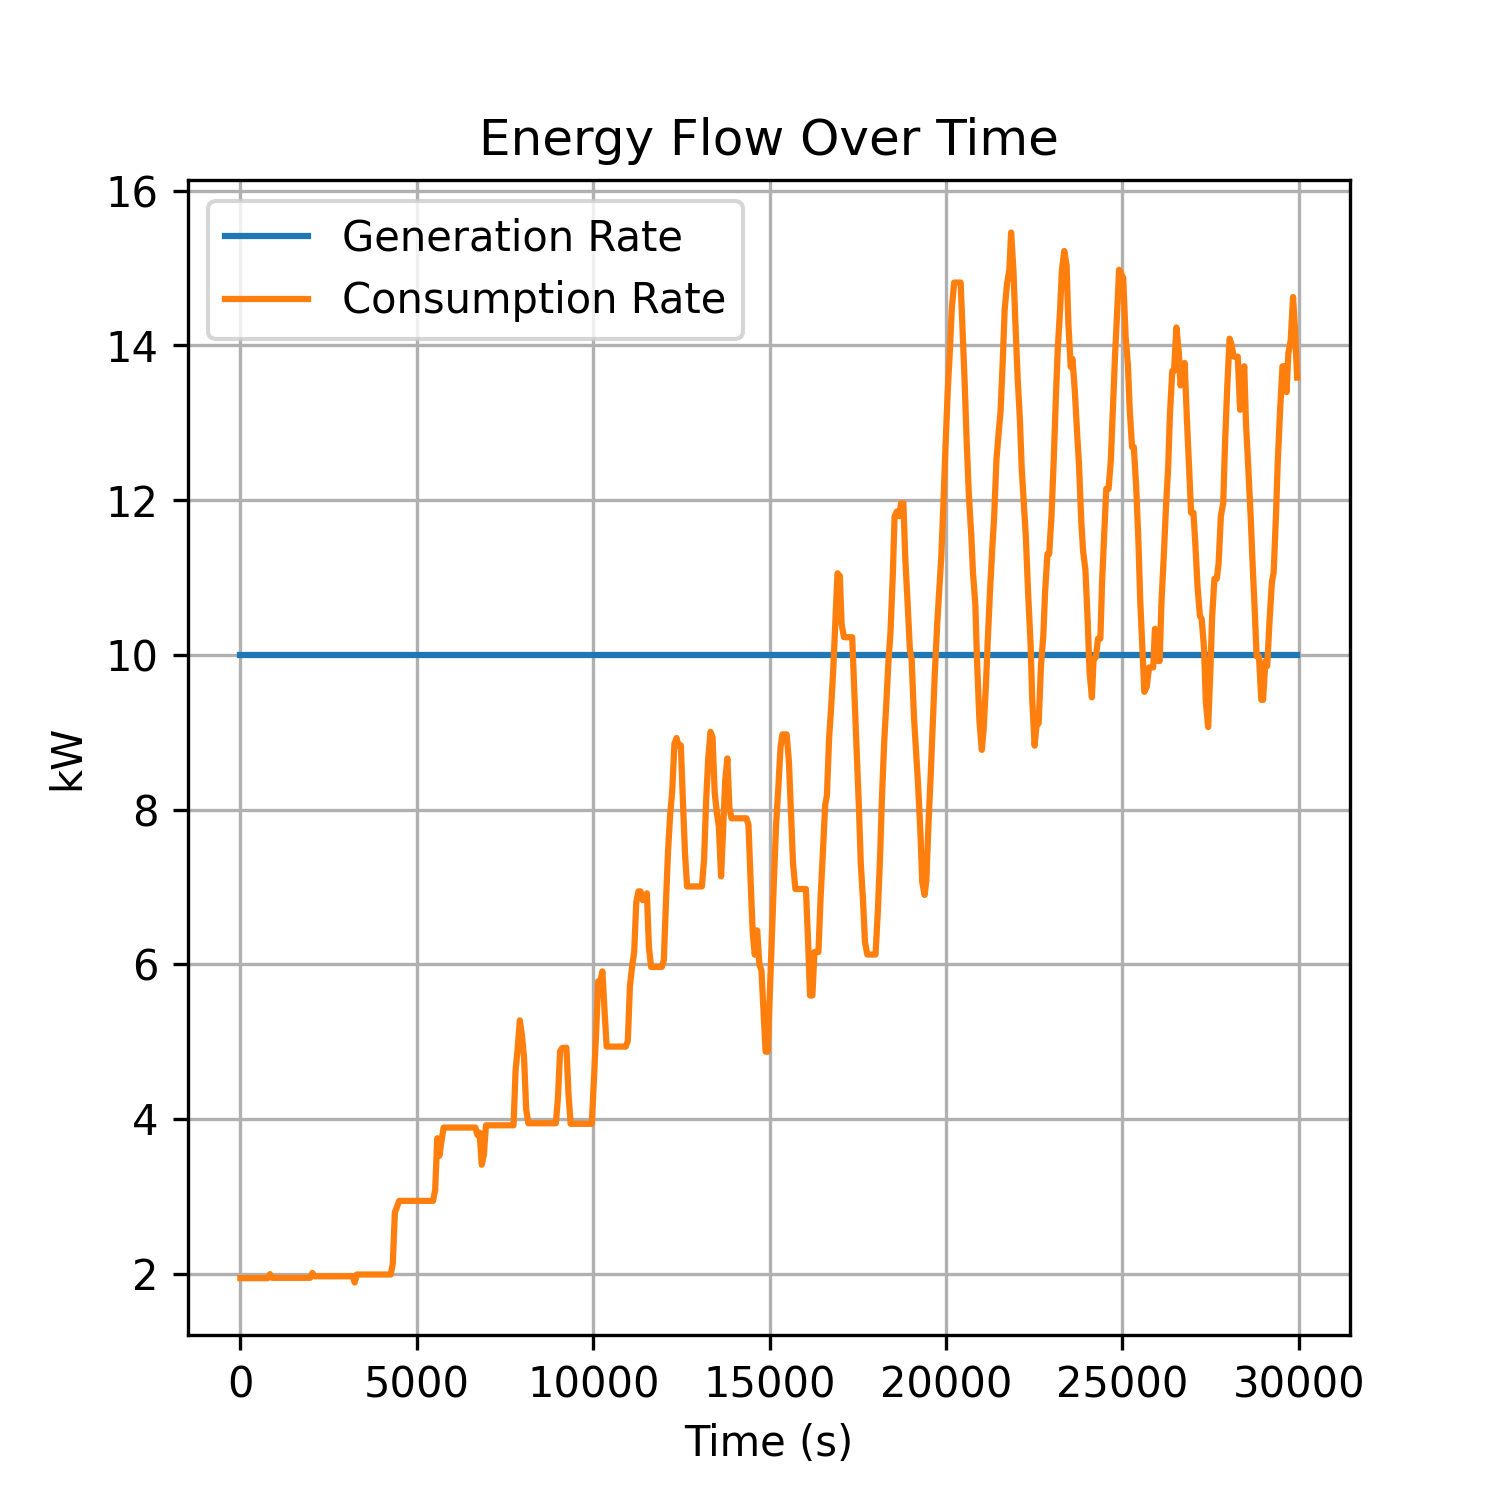 Energy Flow Over Time
16
14
12
10
8
6
4
2
kW
Generation Rate
Consumption Rate
0 5000 10000 15000 20000 25000 30000
Time (s)